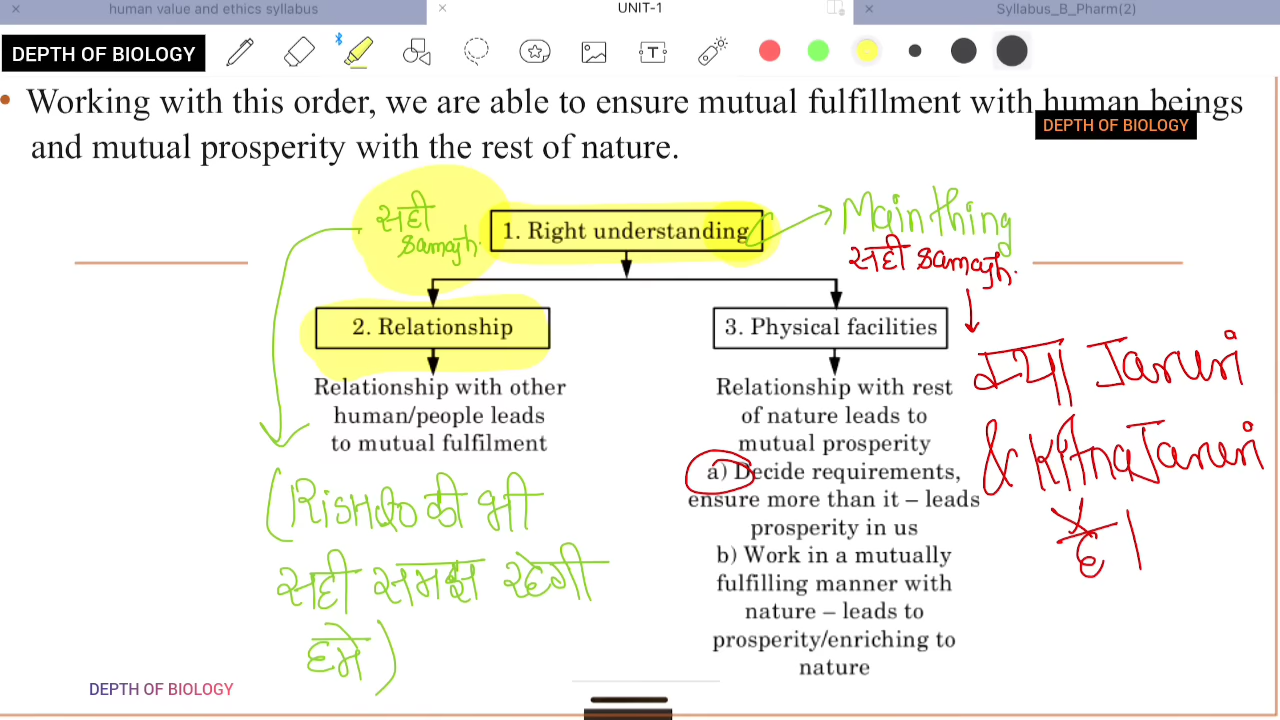 human value and ethics syllabus
UNIT-1
Syllabus_B_Pharm(2)
DEPTH OF BIOLOGY
• Working with this order, we are able to ensure mutual fulfillment with human beings
and mutual prosperity with the rest of nature.
DEPTH OF BIOLOGY
सही
samajh.
1. Right understanding
Main thing
सही samajh.
2. Relationship
3. Physical facilities
Relationship with other
human/people leads
to mutual fulfilment
Relationship with rest
of nature leads to
mutual prosperity
a) Decide requirements,
ensure more than it – leads
prosperity in us
b) Work in a mutually
fulfilling manner with
nature – leads to
prosperity/enriching to
nature
क्या Jaruri
& Kitna Jaruri
है।
(Rishto की भी
सही समझ रहेगी
हमे)
DEPTH OF BIOLOGY